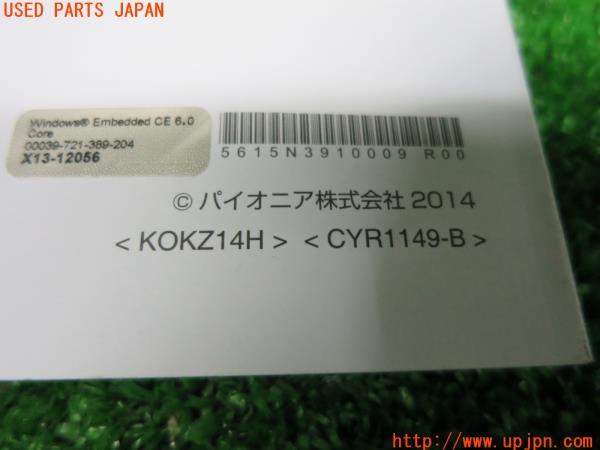 USED PARTS JAPAN
Windows® Embedded CE 6.0
Core
00039-721-389-204
X13-12056
5615N3910009 R00
© パイオニア株式会社 2014
< KOKZ14H > < CYR1149-B >
http://www.upjpn.com/